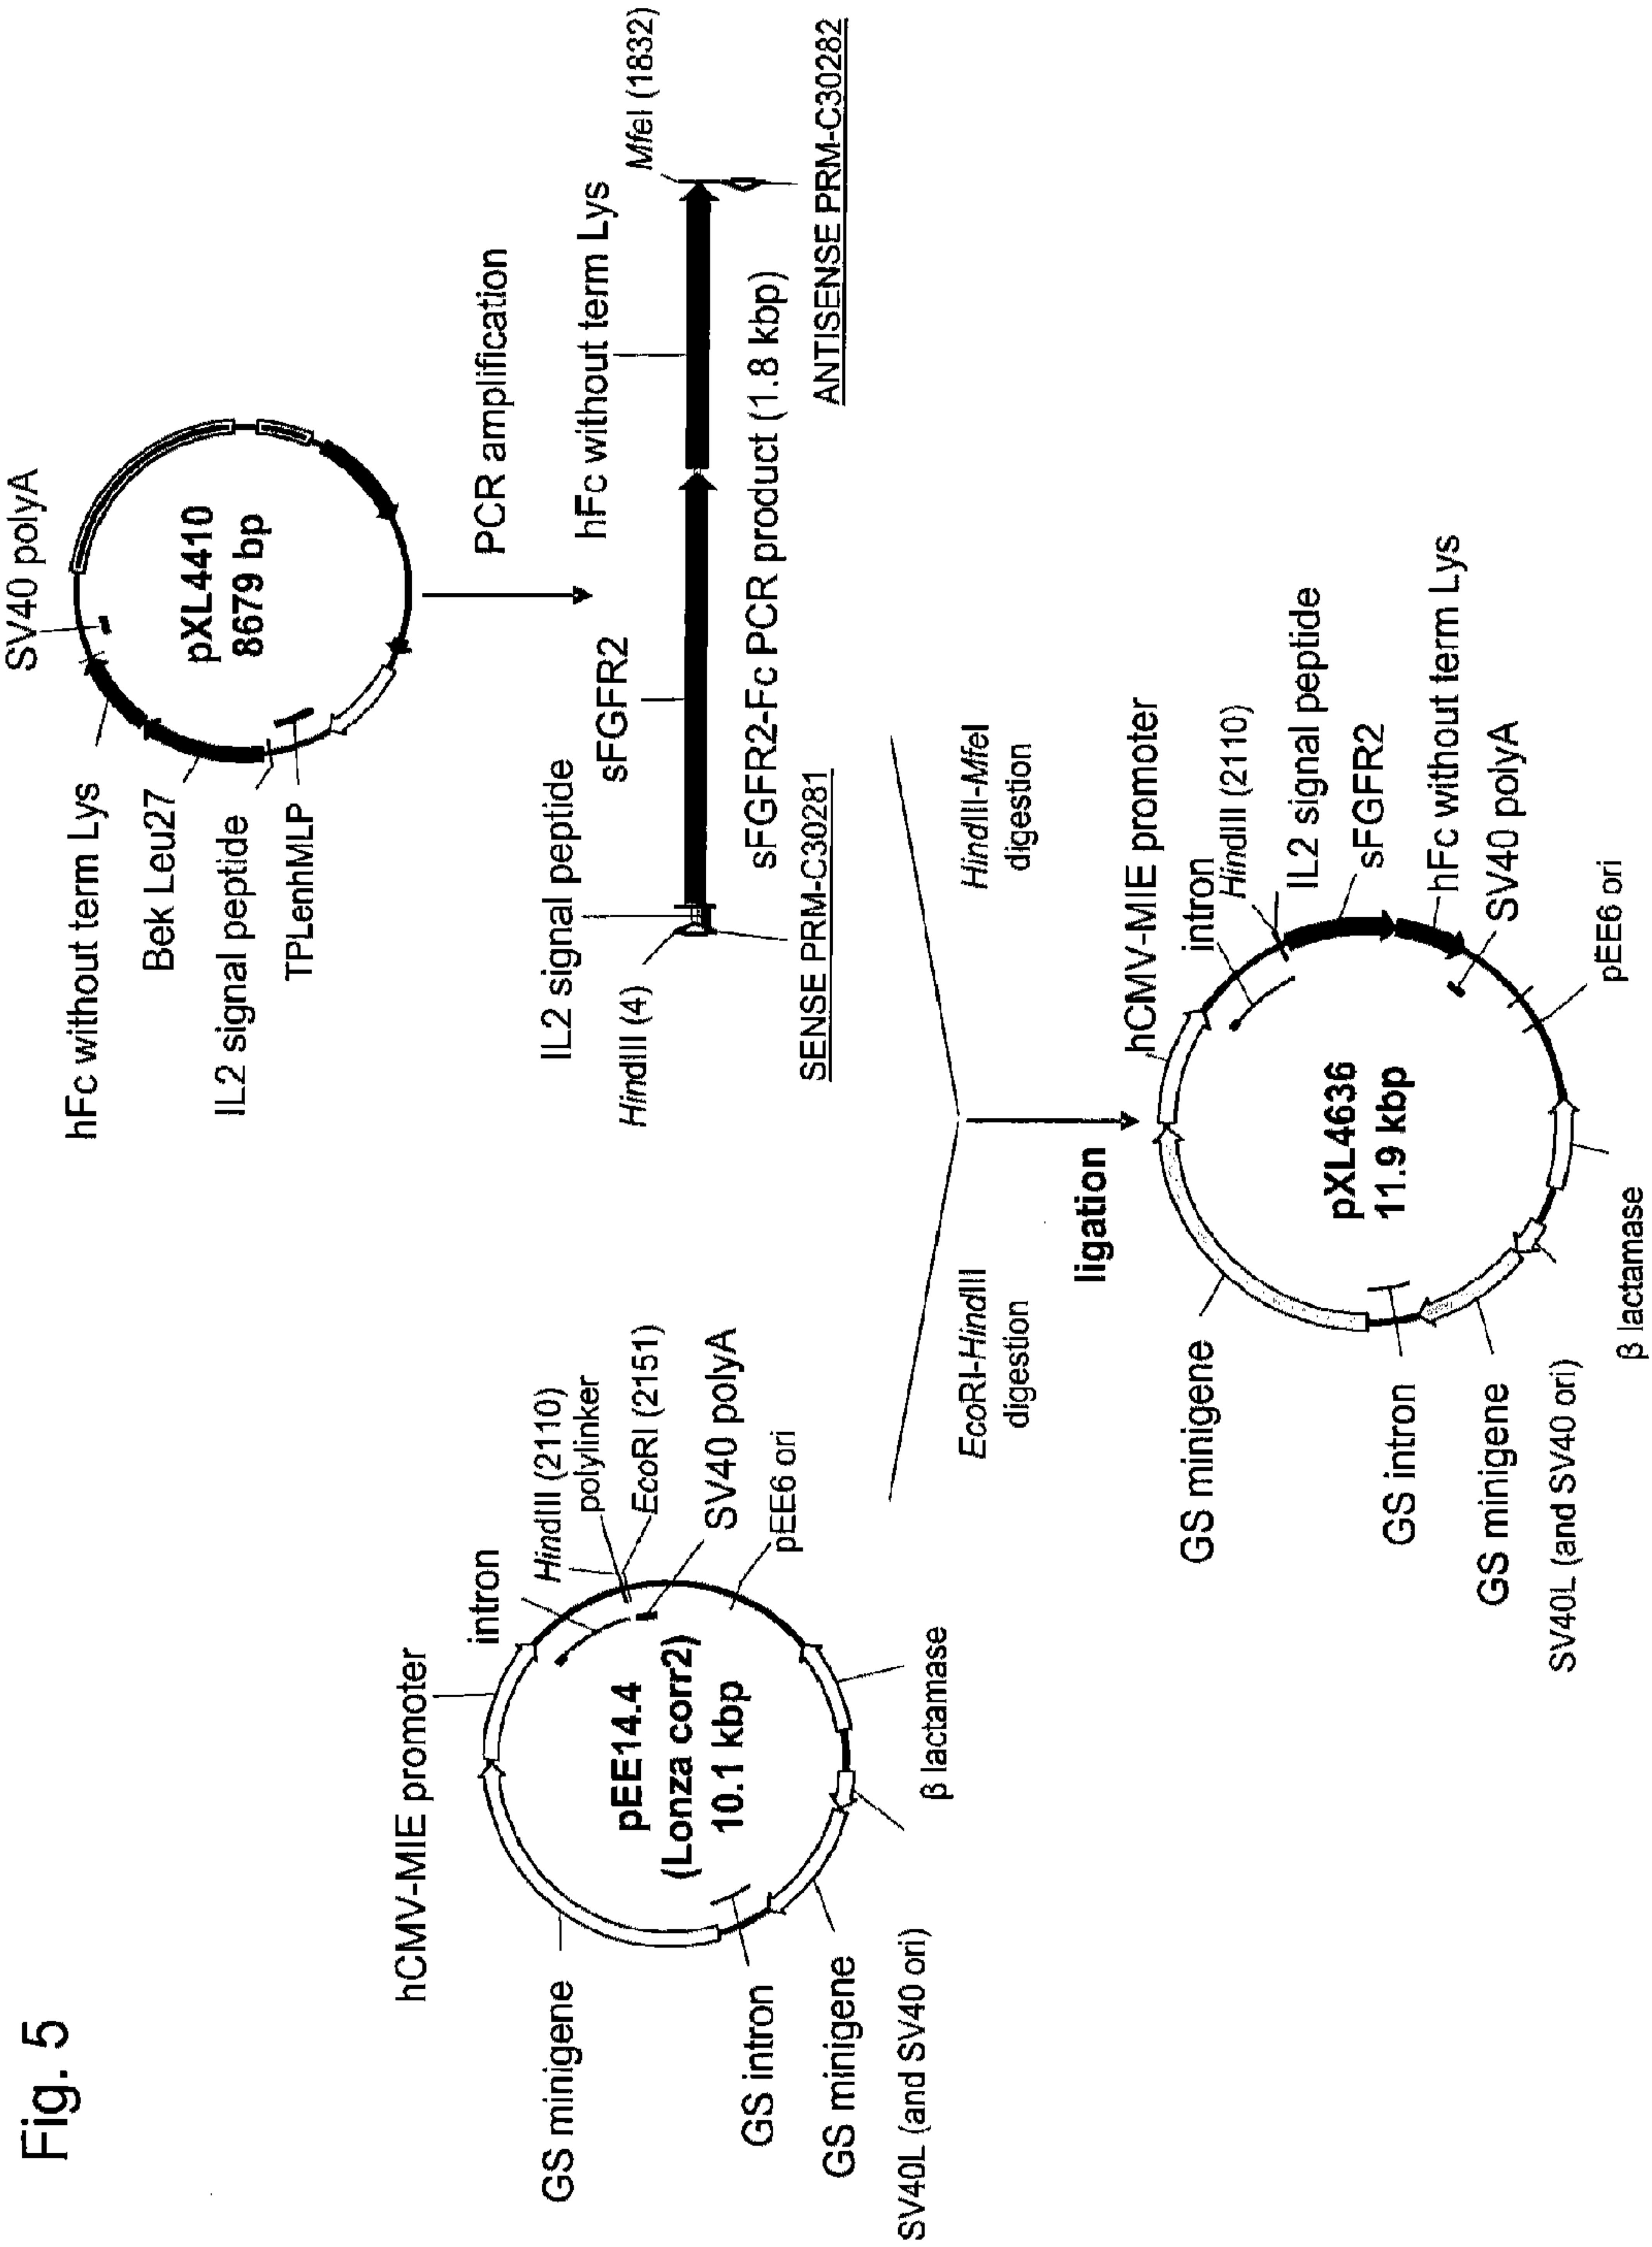 Fig. 5
SV40 polyA
hFc without term Lys
pXL4410
8679 bp
Bek Leu27
IL2 signal peptide
TPLenhMLP
PCR amplification
hCMV-MIE promoter
intron
HindIII (2110)
polylinker
EcoRI (2151)
SV40 polyA
pEE6 ori
GS minigene
pEE14.4
(Lonza corr2)
10.1 kbp
GS intron
GS minigene
SV40L (and SV40 ori)
β lactamase
IL2 signal peptide
sFGFR2
hFc without term Lys
MfeI (1832)
HindIII (4)
sFGFR2-Fc PCR product (1.8 kbp)
SENSE PRM-C30281
ANTISENSE PRM-C30282
EcoRI-HindIII
digestion
HindIII-MfeI
digestion
ligation
hCMV-MIE promoter
intron
HindIII (2110)
IL2 signal peptide
sFGFR2
hFc without term Lys
SV40 polyA
pEE6 ori
GS minigene
pXL4636
11.9 kbp
GS intron
GS minigene
SV40L (and SV40 ori)
β lactamase